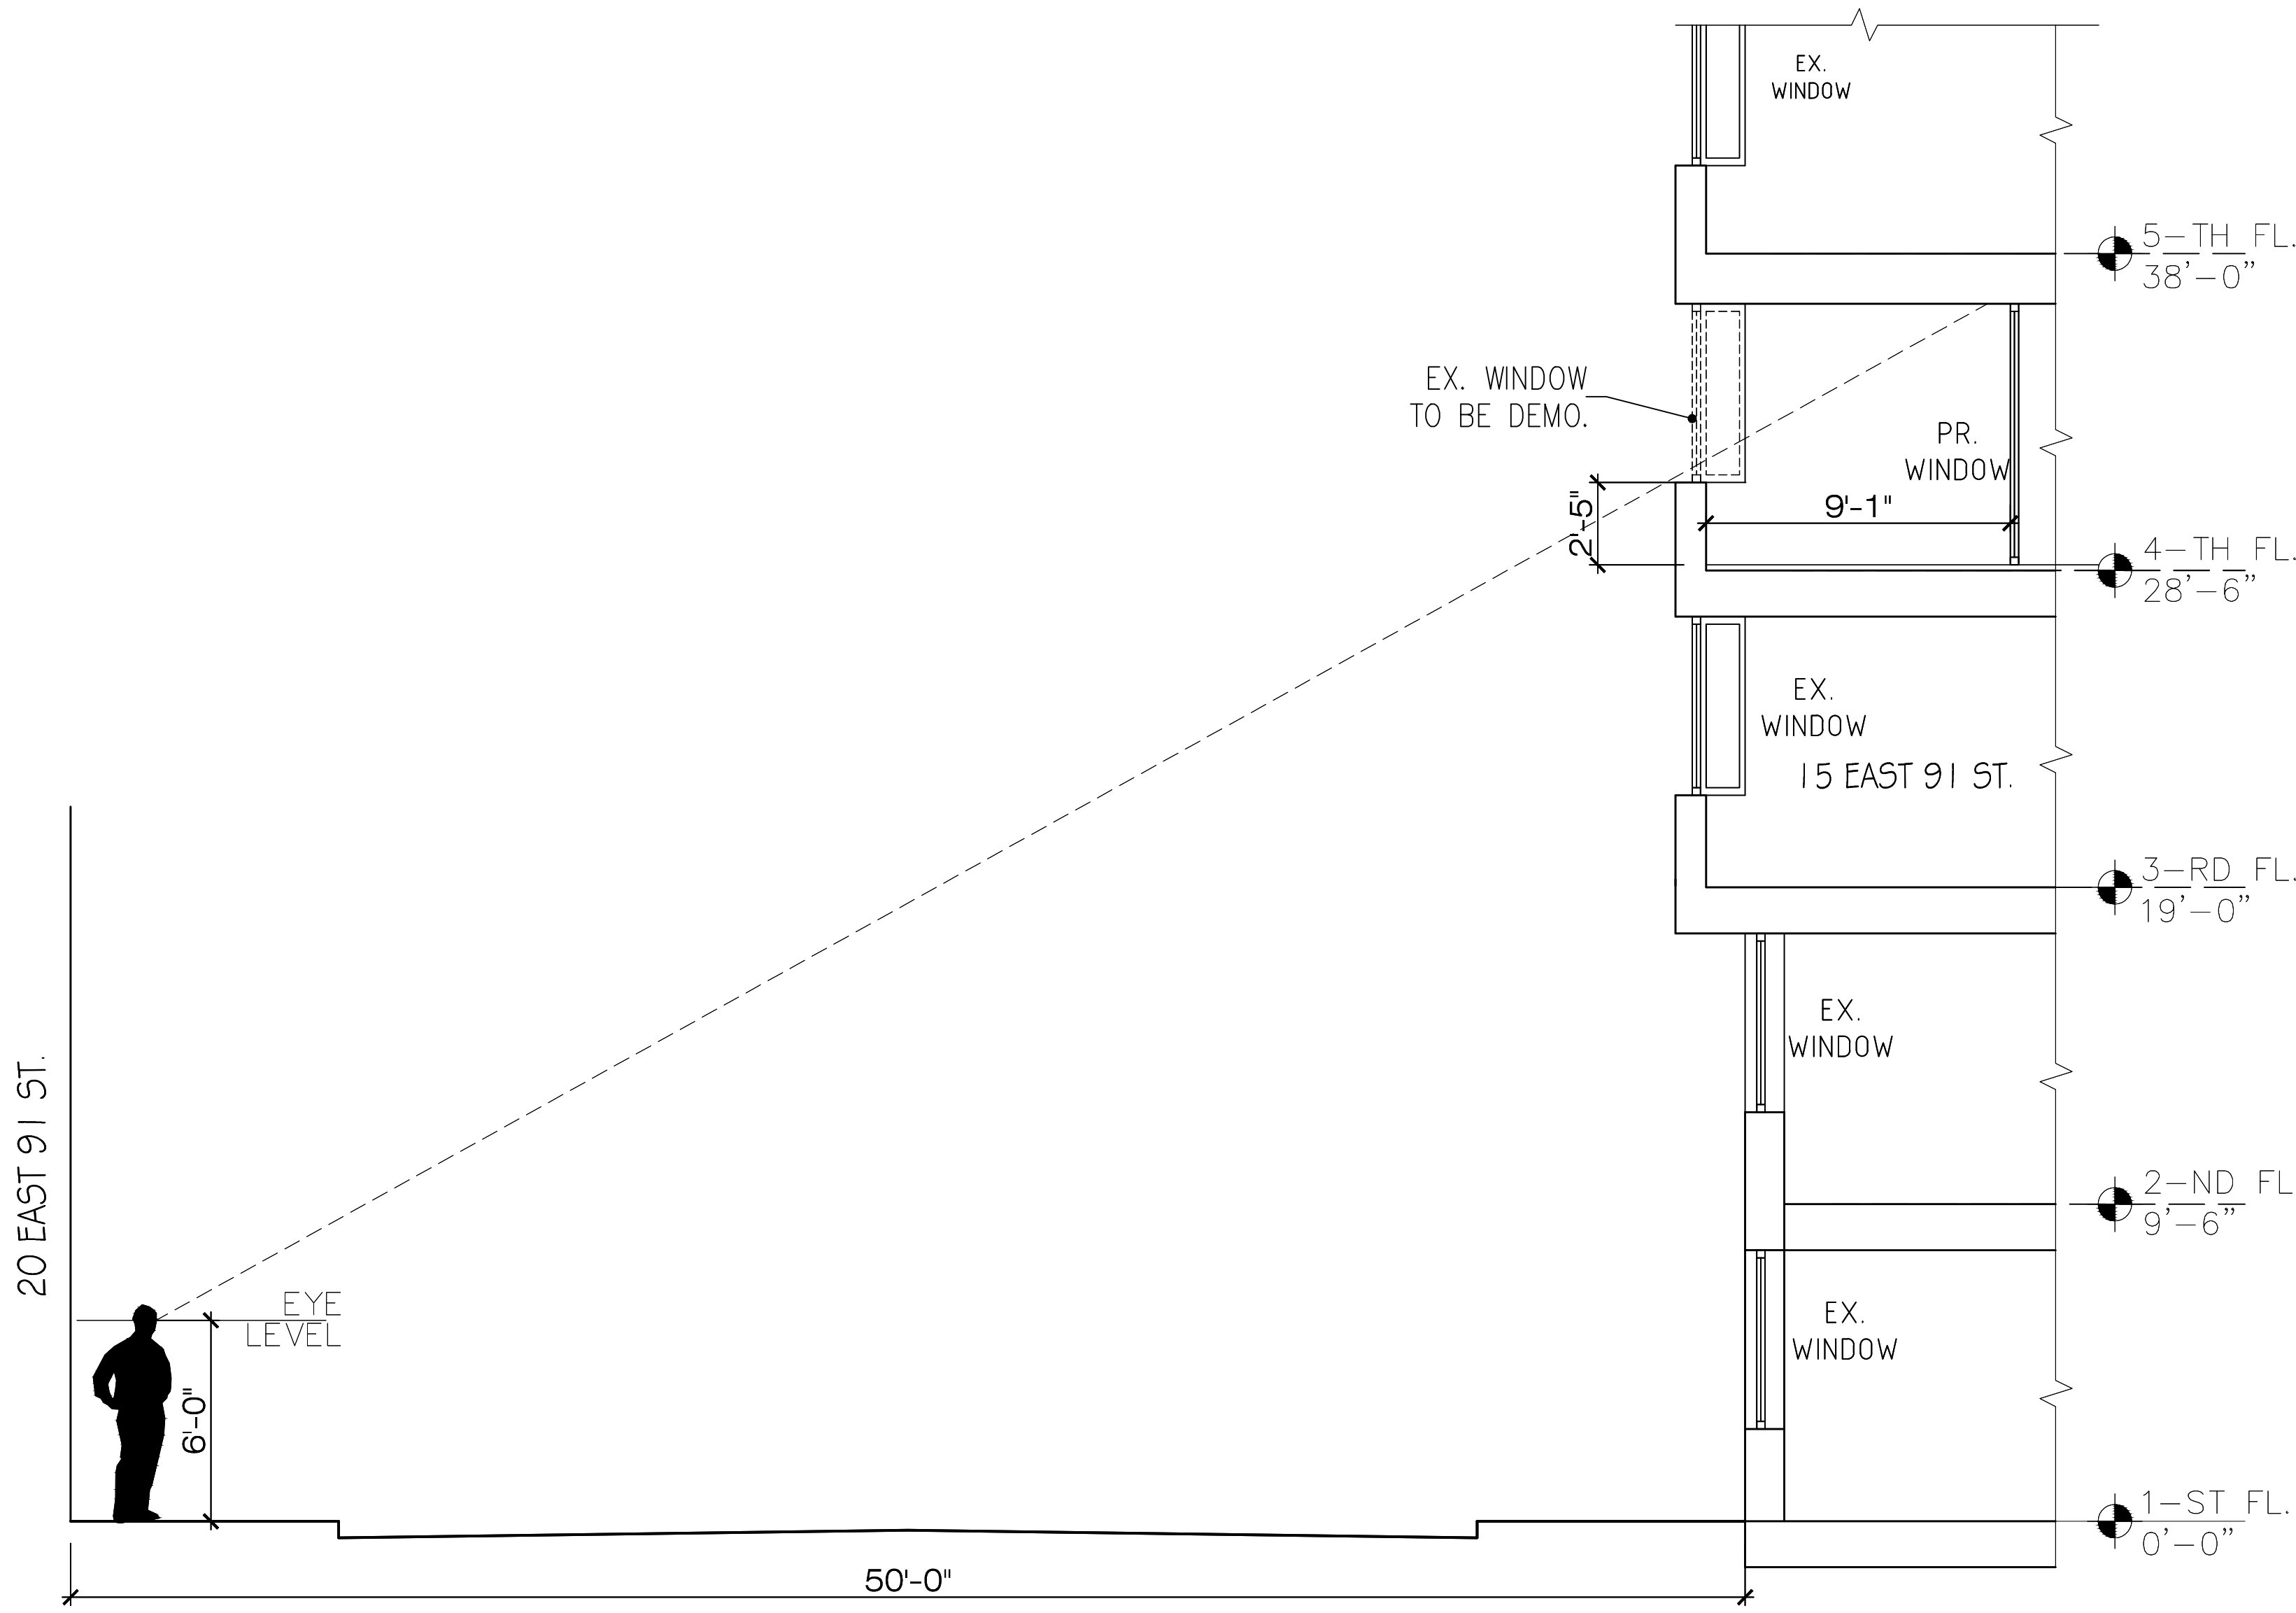 EX.
WINDOW
5-TH FL.
38'-0"
EX. WINDOW
TO BE DEMO.
PR.
WINDOW
9'-1"
2'-5"
4-TH FL.
28'-6"
EX.
WINDOW
15 EAST 91 ST.
3-RD FL.
19'-0"
EX.
WINDOW
20 EAST 91 ST.
2-ND FL
9'-6"
EYE
LEVEL
EX.
WINDOW
6'-0"
1-ST FL.
0'-0"
50'-0"